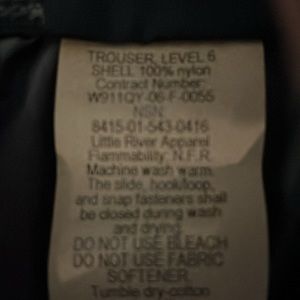 TROUSER, LEVEL 6
SHELL 100% nylon
Contract Number:
W911QY-06-F-0055
NSN:
8415-01-543-0416
Little River Apparel
Flammability: N.F.R.
Machine wash warm.
The slide, hook/loop,
and snap fasteners shall
be closed during wash
and drying.
DO NOT USE BLEACH
DO NOT USE FABRIC
SOFTENER
Tumble dry-cotton